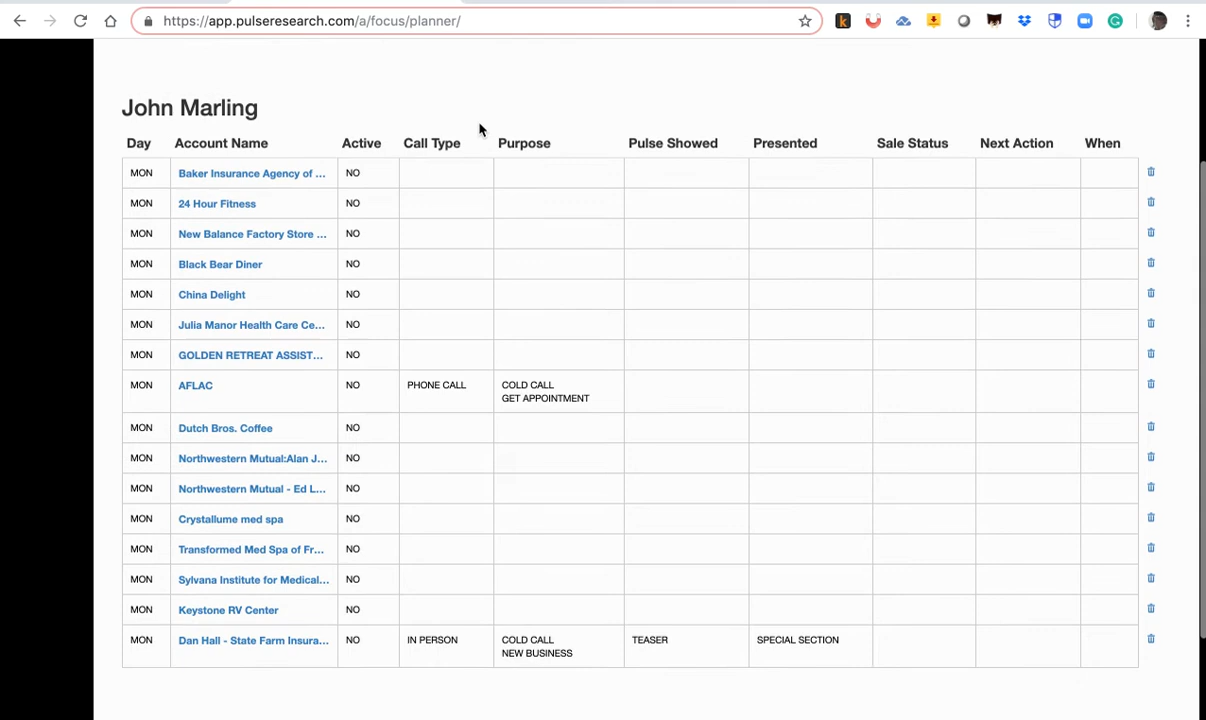 https://app.pulseresearch.com/a/focus/planner/
John Marling
Day Account Name Active Call Type Purpose Pulse Showed Presented Sale Status Next Action When
MON Baker Insurance Agency of ... NO
MON 24 Hour Fitness NO
MON New Balance Factory Store ... NO
MON Black Bear Diner NO
MON China Delight NO
MON Julia Manor Health Care Ce... NO
MON GOLDEN RETREAT ASSIST... NO
MON AFLAC NO PHONE CALL COLD CALL
GET APPOINTMENT
MON Dutch Bros. Coffee NO
MON Northwestern Mutual:Alan J... NO
MON Northwestern Mutual - Ed L... NO
MON Crystallume med spa NO
MON Transformed Med Spa of Fr... NO
MON Sylvana Institute for Medical... NO
MON Keystone RV Center NO
MON Dan Hall - State Farm Insura... NO IN PERSON COLD CALL TEASER SPECIAL SECTION
NEW BUSINESS